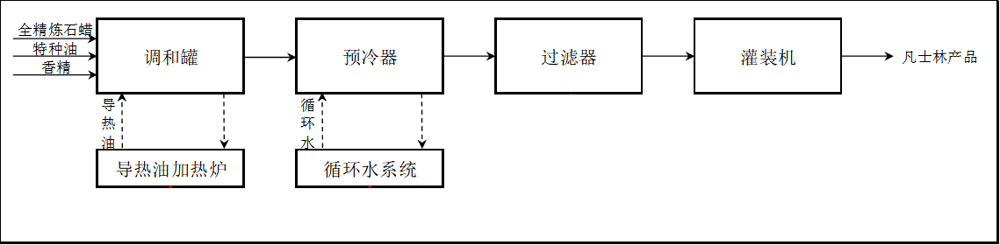 全精炼石蜡
特种油
香精
调和罐
预冷器
过滤器
灌装机
凡士林产品
导热油
循环水
导热油加热炉
循环水系统